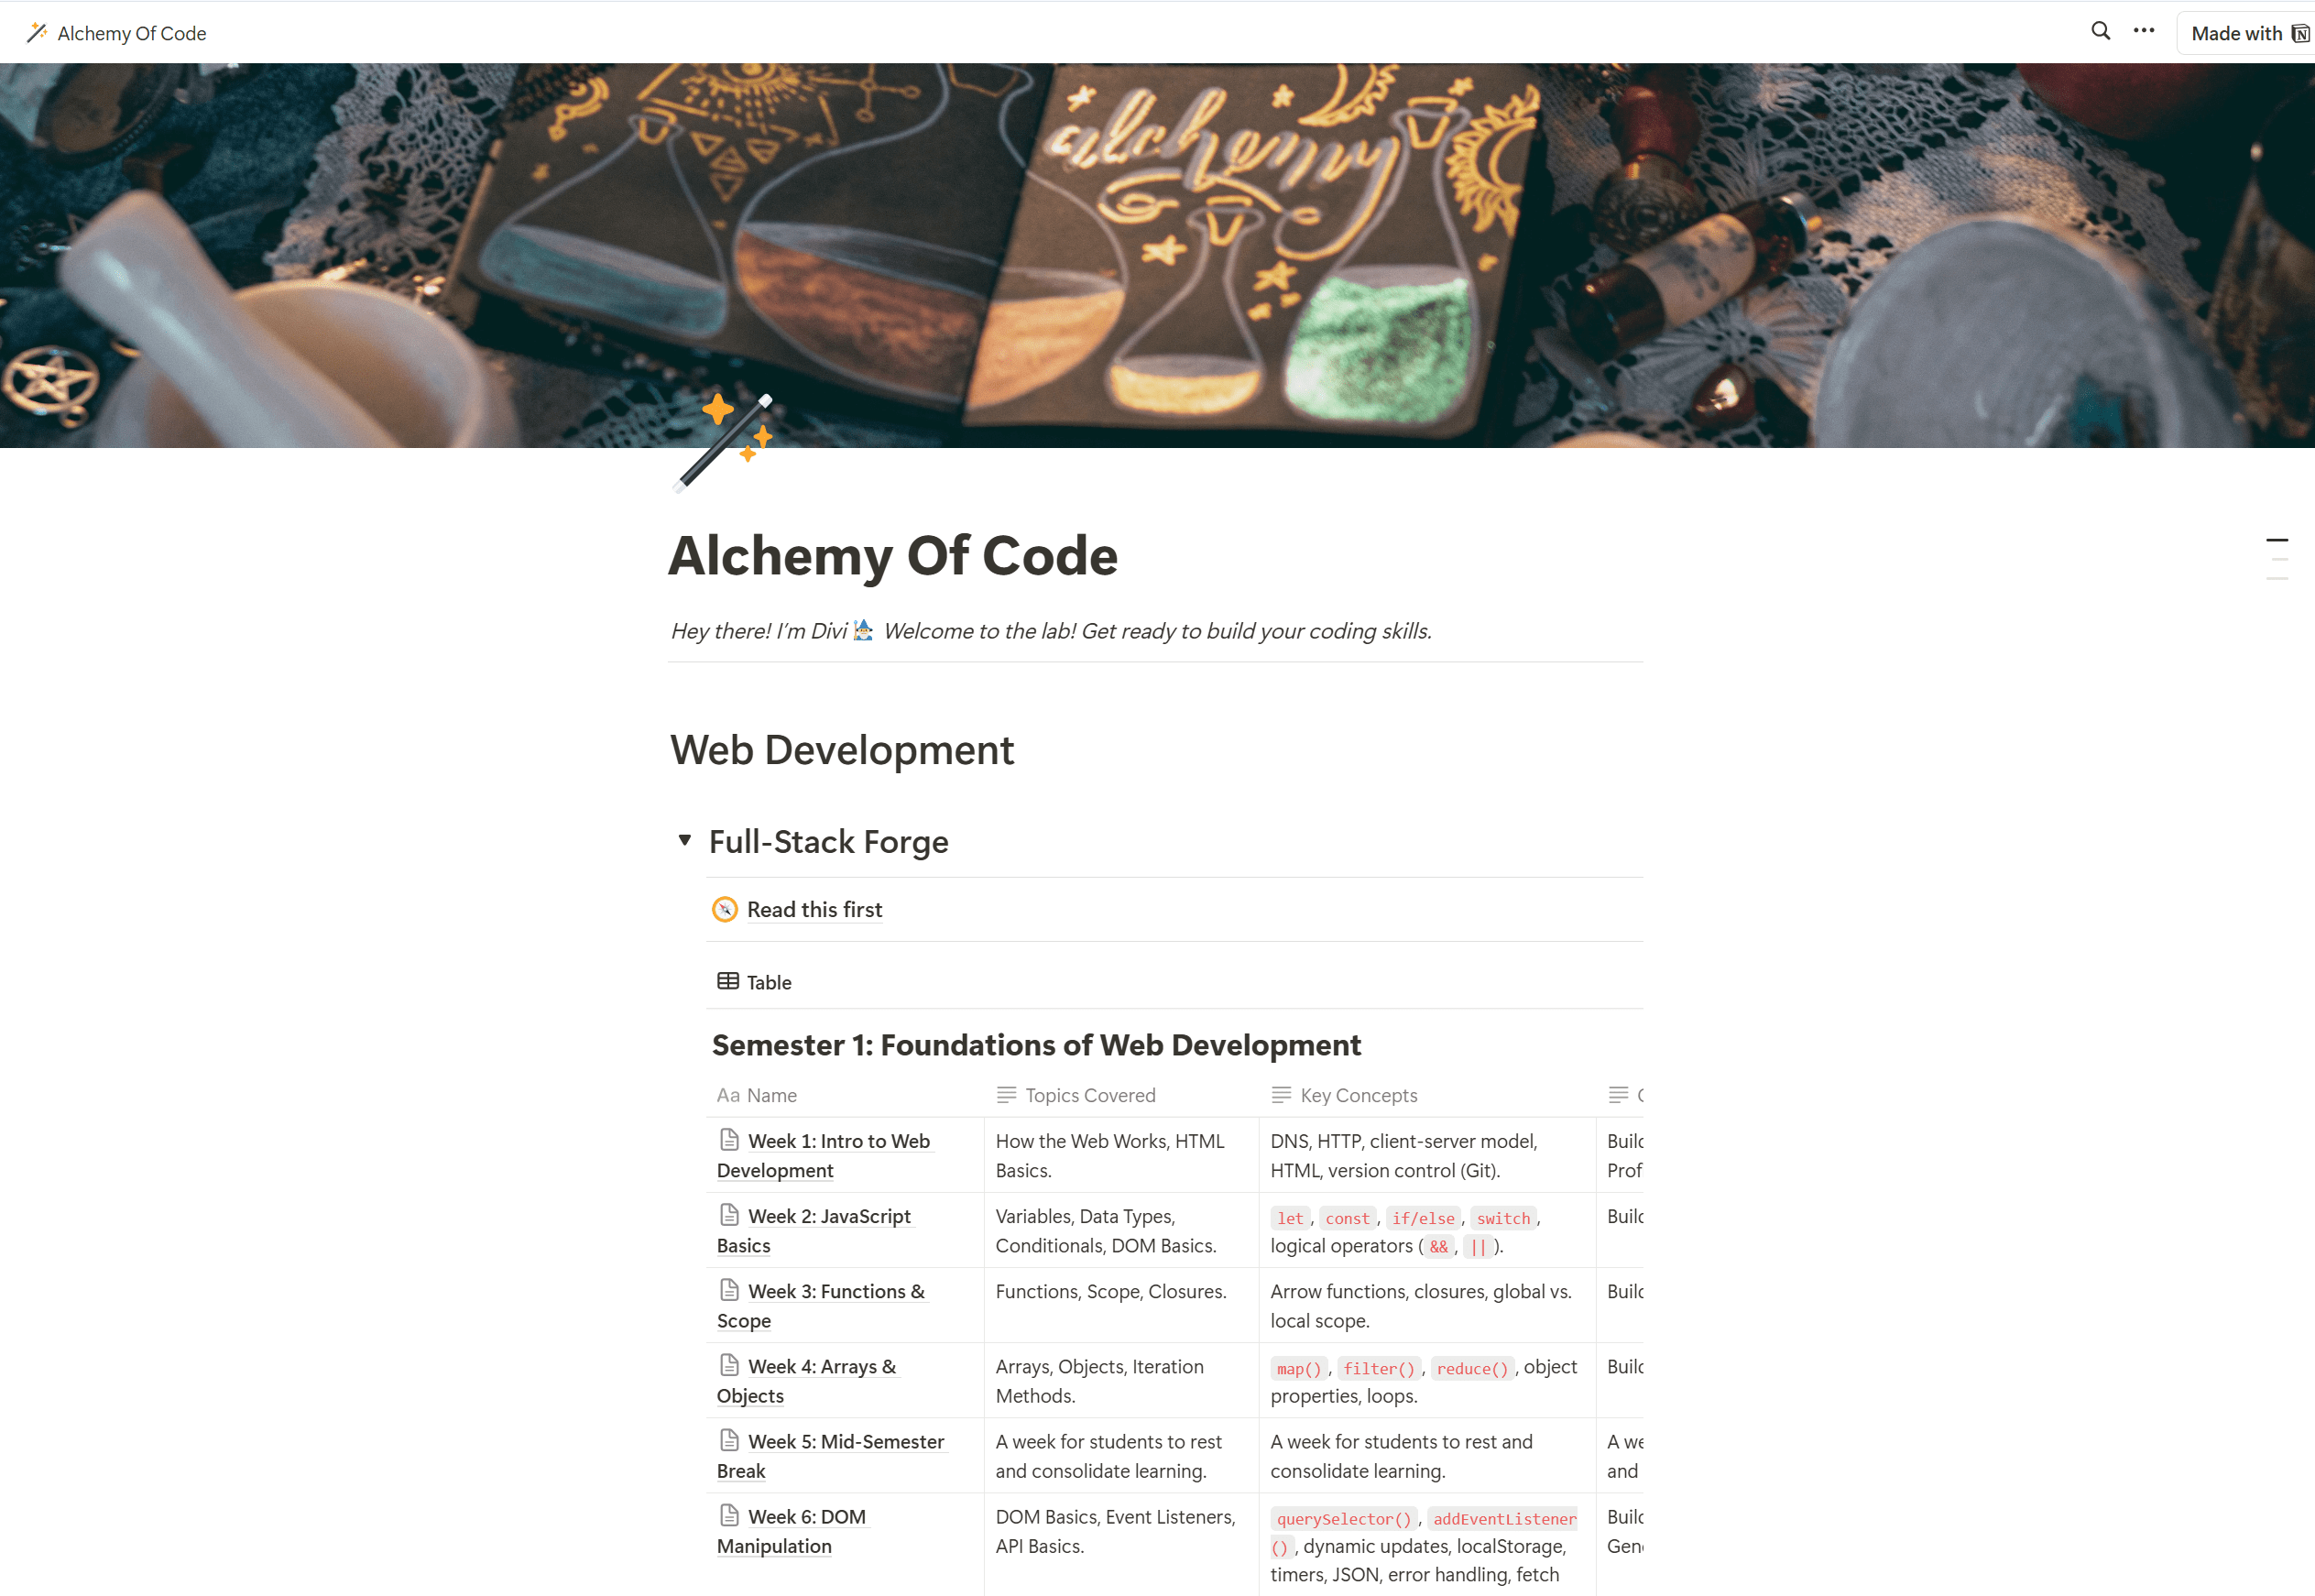 Alchemy Of Code
Made with
alchemy
Alchemy Of Code
Hey there! I’m Divi 🧙‍♂️ Welcome to the lab! Get ready to build your coding skills.
Web Development
Full-Stack Forge
Read this first
Table
Semester 1: Foundations of Web Development
Aa Name Topics Covered Key Concepts
Week 1: Intro to Web How the Web Works, HTML DNS, HTTP, client-server model,
Development Basics. HTML, version control (Git).
Week 2: JavaScript Variables, Data Types, let, const, if/else, switch,
Basics Conditionals, DOM Basics. logical operators (&&, ||).
Week 3: Functions & Functions, Scope, Closures. Arrow functions, closures, global vs.
Scope local scope.
Week 4: Arrays & Arrays, Objects, Iteration map(), filter(), reduce(), object
Objects Methods. properties, loops.
Week 5: Mid-Semester A week for students to rest A week for students to rest and A we
Break and consolidate learning. consolidate learning. and
Week 6: DOM DOM Basics, Event Listeners, querySelector(), addEventListener
Manipulation API Basics. (), dynamic updates, localStorage,
timers, JSON, error handling, fetch